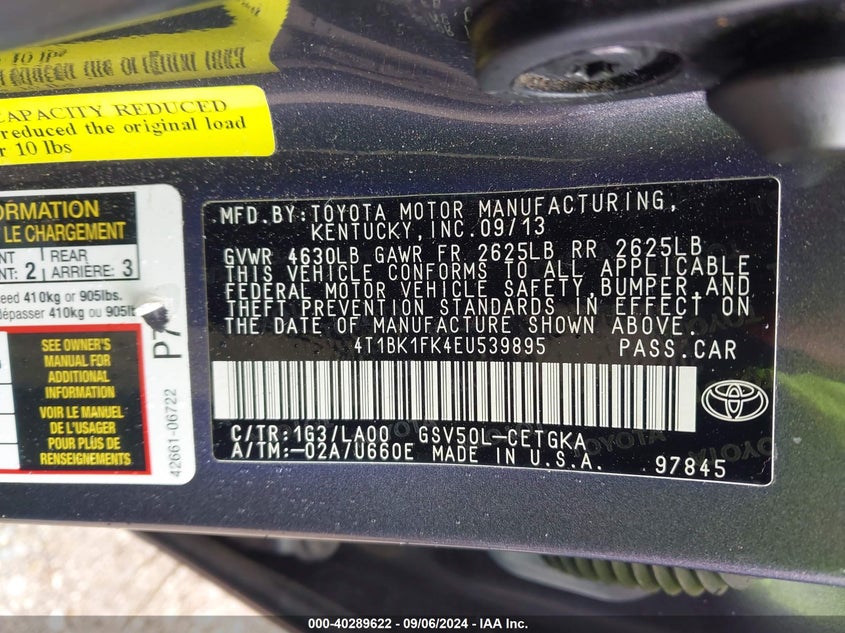 10 lbs
CAPACITY REDUCED
reduced the original load
r 10 lbs
ORMATION
LE CHARGEMENT
NT REAR
NT: 2 ARRIÈRE: 3
eed 410kg or 905lbs.
dépasser 410kg ou 905lb
SEE OWNER'S
MANUAL FOR
ADDITIONAL
INFORMATION
VOIR LE MANUEL
DE L'USAGER
POUR PLUS DE
RENSEIGNEMENTS
P7
42661-06722
MFD.BY:TOYOTA MOTOR MANUFACTURING,
KENTUCKY,INC.09/13
GVWR 4630LB GAWR FR 2625LB RR 2625LB
THIS VEHICLE CONFORMS TO ALL APPLICABLE
FEDERAL MOTOR VEHICLE SAFETY,BUMPER,AND
THEFT PREVENTION STANDARDS IN EFFECT ON
THE DATE OF MANUFACTURE SHOWN ABOVE.
4T1BK1FK4EU539895 PASS.CAR
C/TR:1G3/LA00 GSV50L-CETGKA
A/TM:-02A/U660E MADE IN U.S.A. 97845
000-40289622 - 09/06/2024 - IAA Inc.